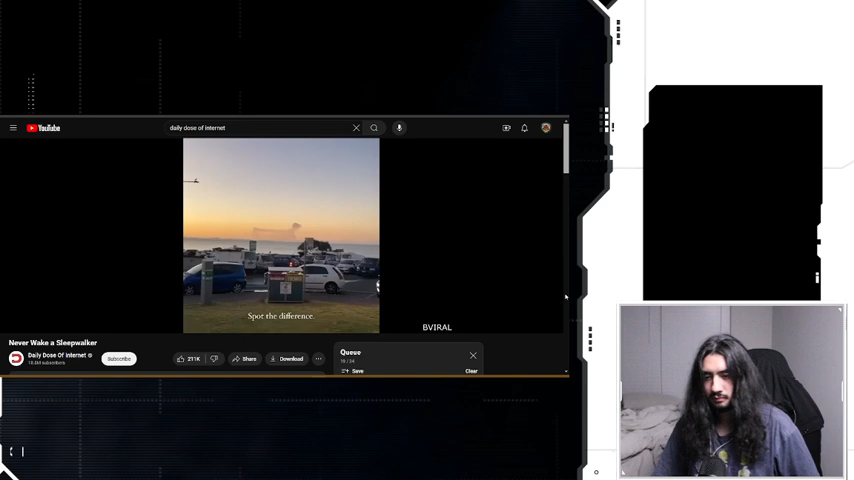 YouTube
daily dose of internet
Spot the difference.
BVIRAL
Never Wake a Sleepwalker
Daily Dose Of Internet
Subscribe
211K
Share
Download
Queue
Save
Clear